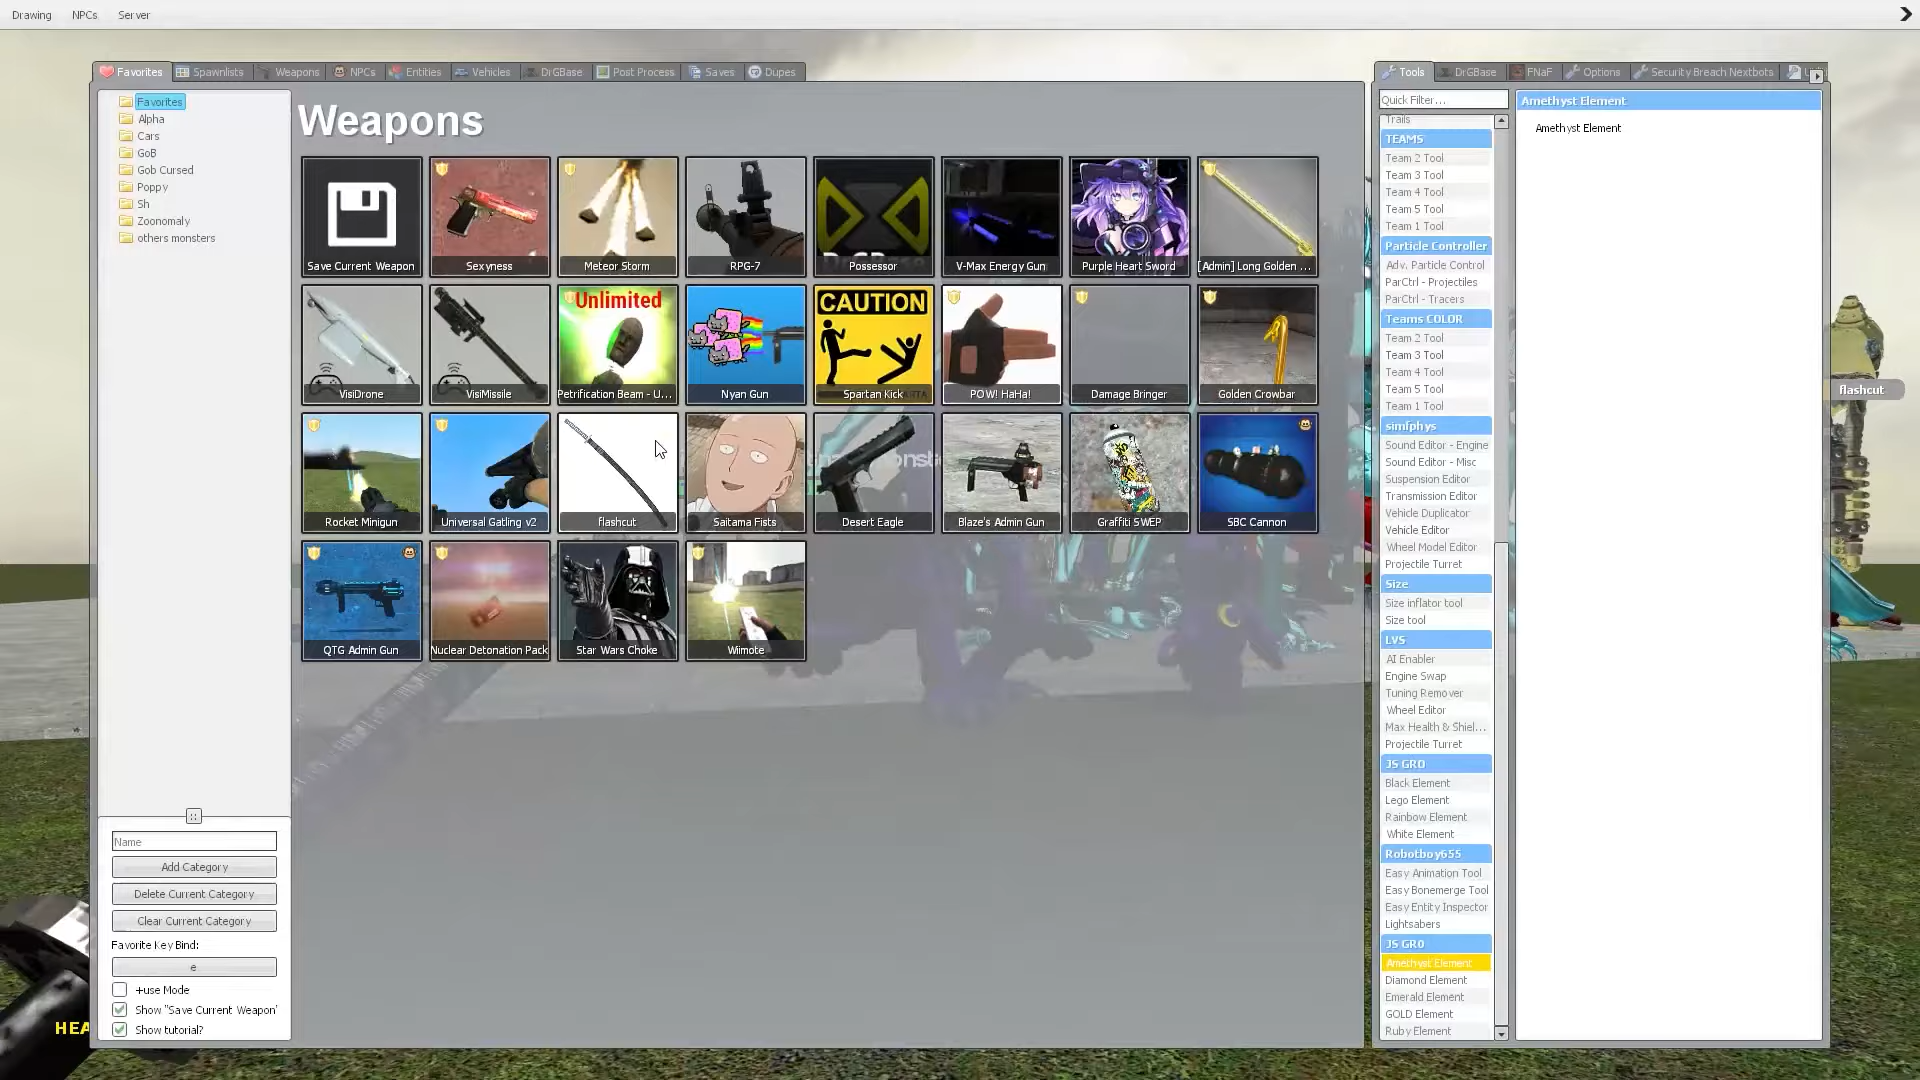 Drawing NPCs Server
Favorites Spawnlists Weapons NPCs Entities Vehicles DrGBase Post Process Saves Dupes
Favorites
Alpha
Cars
GoB
Gob Cursed
Poppy
Sh
Zoonomaly
others monsters
Name
Add Category
Delete Current Category
Clear Current Category
Favorite Key Bind:
e
+use Mode
Show "Save Current Weapon"
Show tutorial?
HEA
Weapons
Save Current Weapon
Sexyness
Meteor Storm
RPG-7
Possessor
V-Max Energy Gun
Purple Heart Sword
[Admin] Long Golden ...
VisiDrone
VisiMissile
Unlimited
Petrification Beam - U...
Nyan Gun
CAUTION
Spartan Kick
POW! HaHa!
Damage Bringer
Golden Crowbar
Rocket Minigun
Universal Gatling v2
flashcut
Saitama Fists
Desert Eagle
Blaze's Admin Gun
Graffiti SWEP
SBC Cannon
QTG Admin Gun
Nuclear Detonation Pack
Star Wars Choke
Wiimote
Tools DrGBase FNaF Options Security Breach Nextbots
Quick Filter...
Trails
TEAMS
Team 2 Tool
Team 3 Tool
Team 4 Tool
Team 5 Tool
Team 1 Tool
Particle Controller
Adv. Particle Control
ParCtrl - Projectiles
ParCtrl - Tracers
Teams COLOR
Team 2 Tool
Team 3 Tool
Team 4 Tool
Team 5 Tool
Team 1 Tool
simfphys
Sound Editor - Engine
Sound Editor - Misc
Suspension Editor
Transmission Editor
Vehicle Duplicator
Vehicle Editor
Wheel Model Editor
Projectile Turret
Size
Size inflator tool
Size tool
LVS
AI Enabler
Engine Swap
Tuning Remover
Wheel Editor
Max Health & Shiel...
Projectile Turret
JS GRO
Black Element
Lego Element
Rainbow Element
White Element
Robotboy655
Easy Animation Tool
Easy Bonemerge Tool
Easy Entity Inspector
Lightsabers
JS GRO
Amethyst Element
Diamond Element
Emerald Element
GOLD Element
Ruby Element
Amethyst Element
Amethyst Element
flashcut